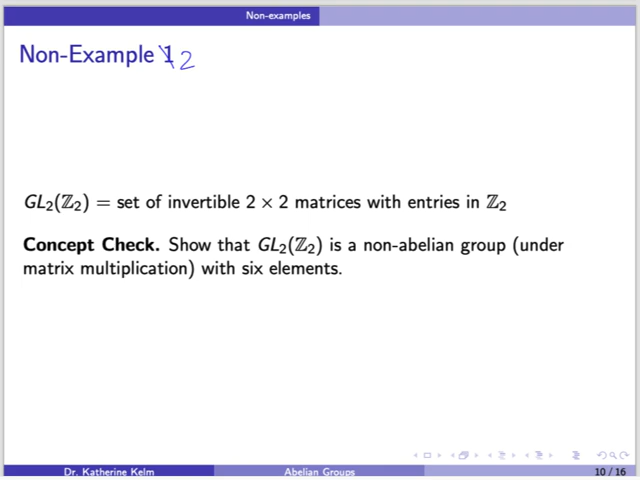 Non-examples
Non-Example 1 2
GL₂(ℤ₂) = set of invertible 2 × 2 matrices with entries in ℤ₂
Concept Check. Show that GL₂(ℤ₂) is a non-abelian group (under
matrix multiplication) with six elements.
Dr. Katherine Kelm Abelian Groups 10 / 16